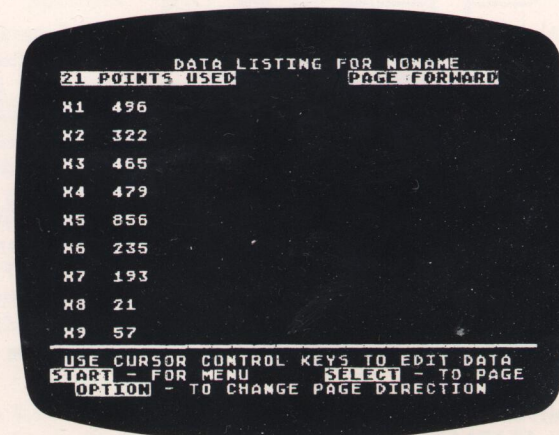 DATA LISTING FOR NONAME
21 POINTS USED PAGE FORWARD
X1 496
X2 322
X3 465
X4 479
X5 856
X6 235
X7 193
X8 21
X9 57
USE CURSOR CONTROL KEYS TO EDIT DATA
START - FOR MENU SELECT - TO PAGE
OPTION - TO CHANGE PAGE DIRECTION